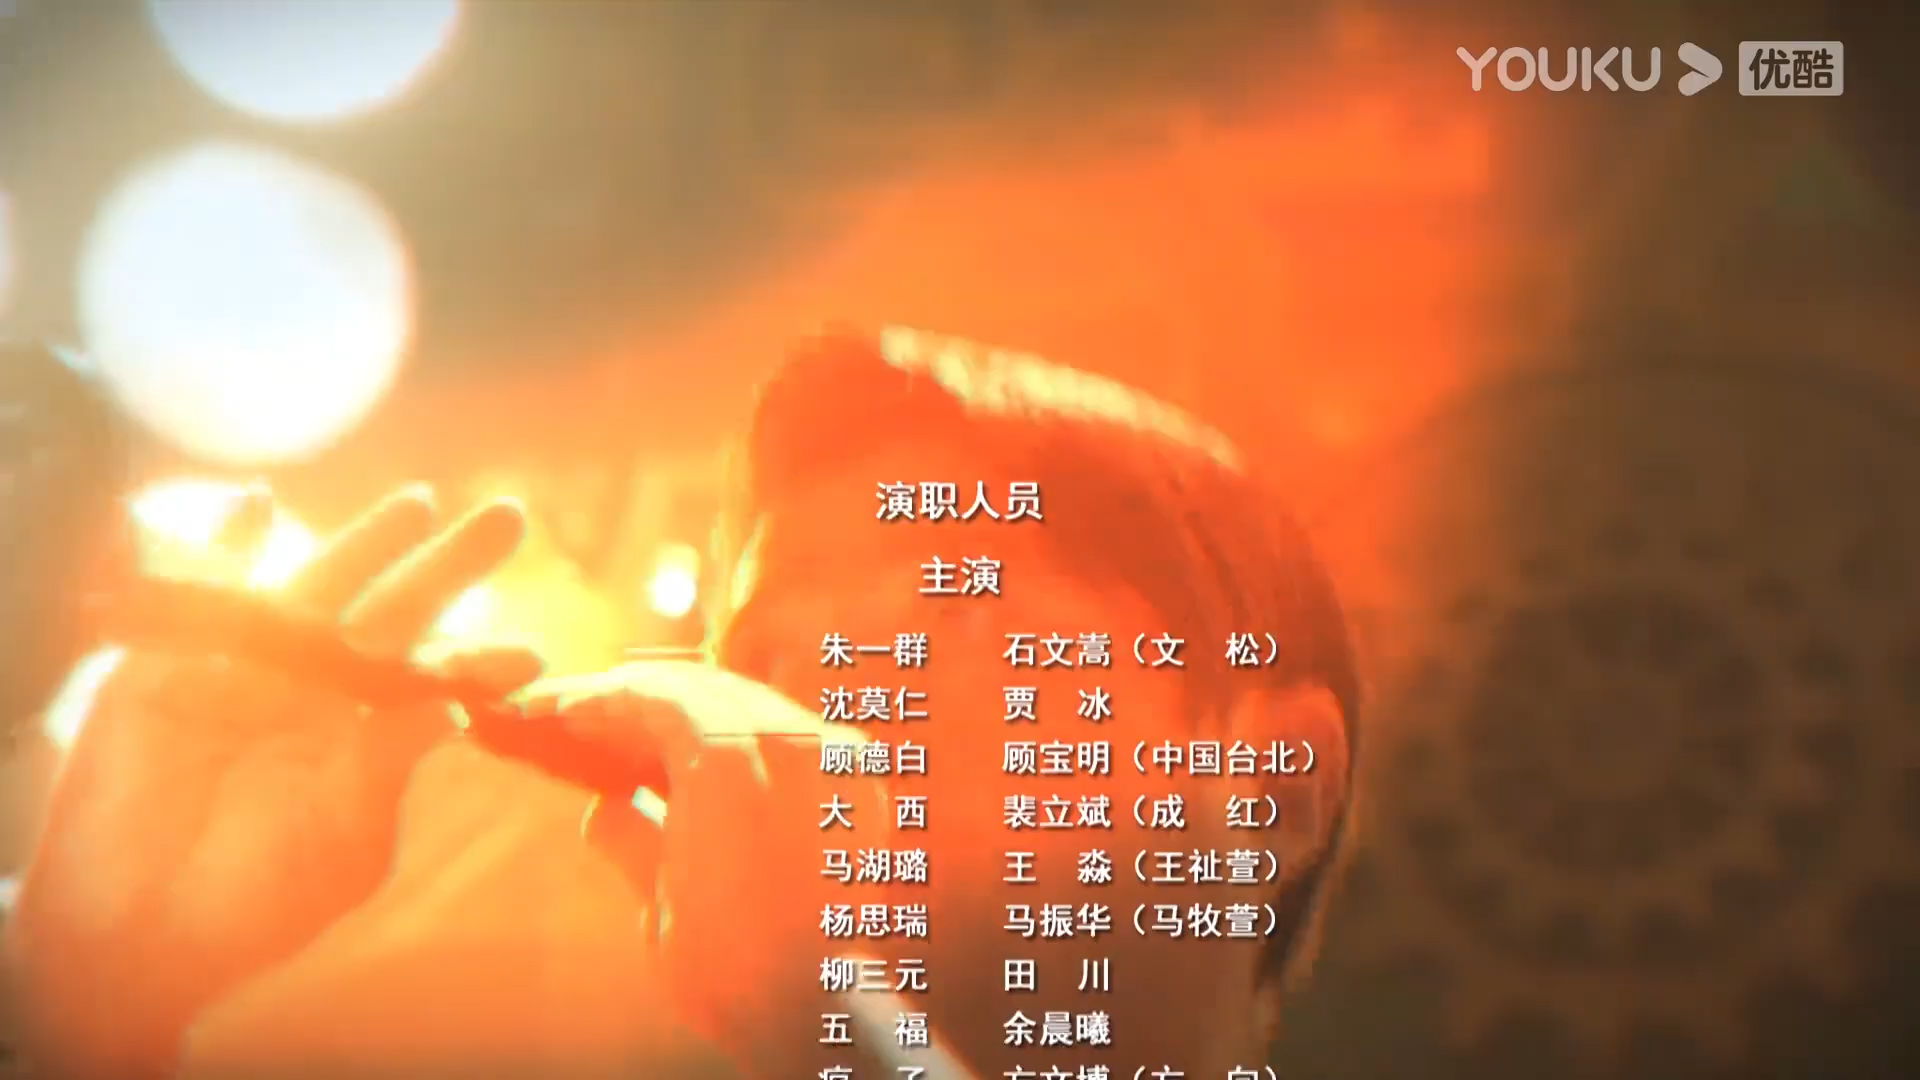 YOUKU 优酷
演职人员
主演
朱一群 石文嵩（文 松）
沈莫仁 贾 冰
顾德白 顾宝明（中国台北）
大 西 裴立斌（成 红）
马湖璐 王 淼（王祉萱）
杨思瑞 马振华（马牧萱）
柳三元 田 川
五 福 余晨曦